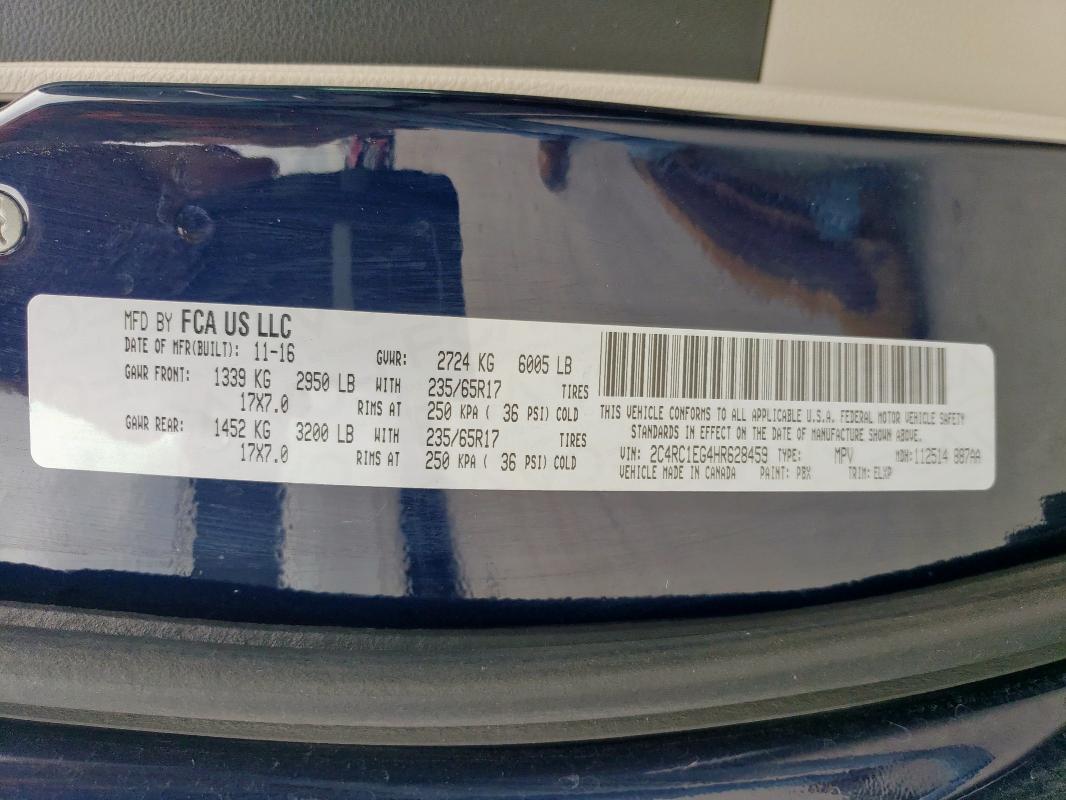 MFD BY FCA US LLC
DATE OF MFR(BUILT): 11-16 GVWR: 2724 KG 6005 LB
GAWR FRONT: 1339 KG 2950 LB WITH 235/65R17 TIRES
17X7.0 RIMS AT 250 KPA ( 36 PSI) COLD
GAWR REAR: 1452 KG 3200 LB WITH 235/65R17 TIRES
17X7.0 RIMS AT 250 KPA ( 36 PSI) COLD
THIS VEHICLE CONFORMS TO ALL APPLICABLE U.S.A. FEDERAL MOTOR VEHICLE SAFETY
STANDARDS IN EFFECT ON THE DATE OF MANUFACTURE SHOWN ABOVE.
VIN: 2C4RC1EG4HR628459 TYPE: MPV MDH:112514 987AA
VEHICLE MADE IN CANADA PAINT: PBX TRIM: ELXP